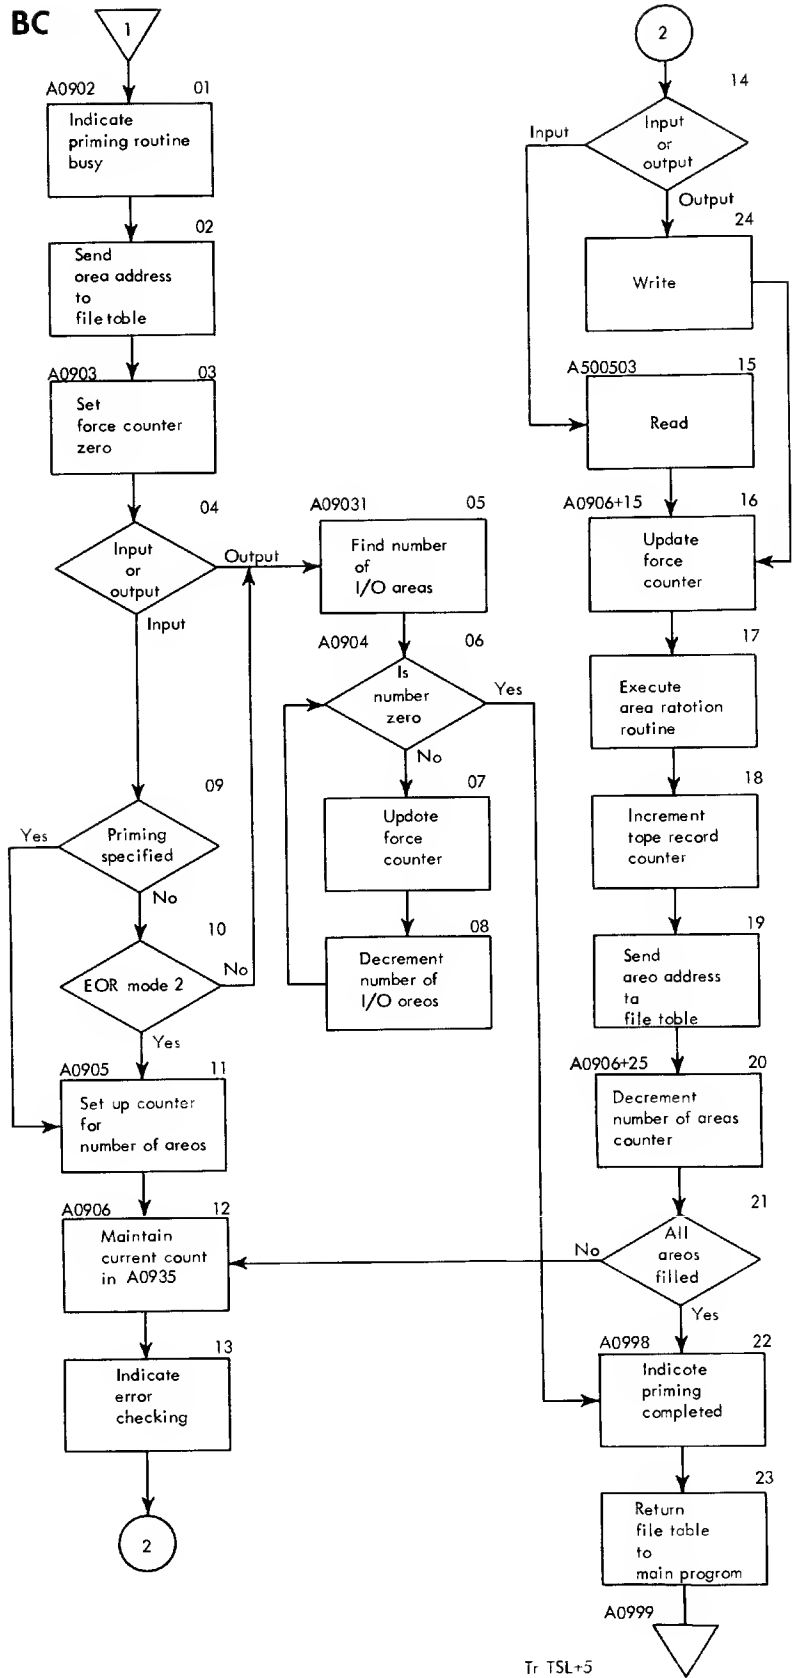 BC
1
A0902
01
Indicate
priming routine
busy
02
Send
orea address
to
file table
A0903
03
Set
force counter
zero
04
Input
or
output
Output
Input
09
Priming
specified
Yes
No
10
EOR mode 2
No
Yes
A0905
11
Set up counter
for
number of areos
A0906
12
Maintain
current count
in A0935
13
Indicate
error
checking
2
A09031
05
Find number
of
I/O areas
A0904
06
Is
number
zero
Yes
No
07
Update
force
counter
08
Decrement
number of
I/O oreos
2
14
Input
or
output
Input
Output
24
Write
A500503
15
Read
A0906+15
16
Update
force
counter
17
Execute
area ratotion
routine
18
Increment
tope record
counter
19
Send
areo address
ta
file toble
A0906+25
20
Decrement
number of areas
counter
21
All
areos
filled
No
Yes
A0998
22
Indicote
priming
completed
23
Return
file table
to
main progrom
A0999
Tr TSL+5